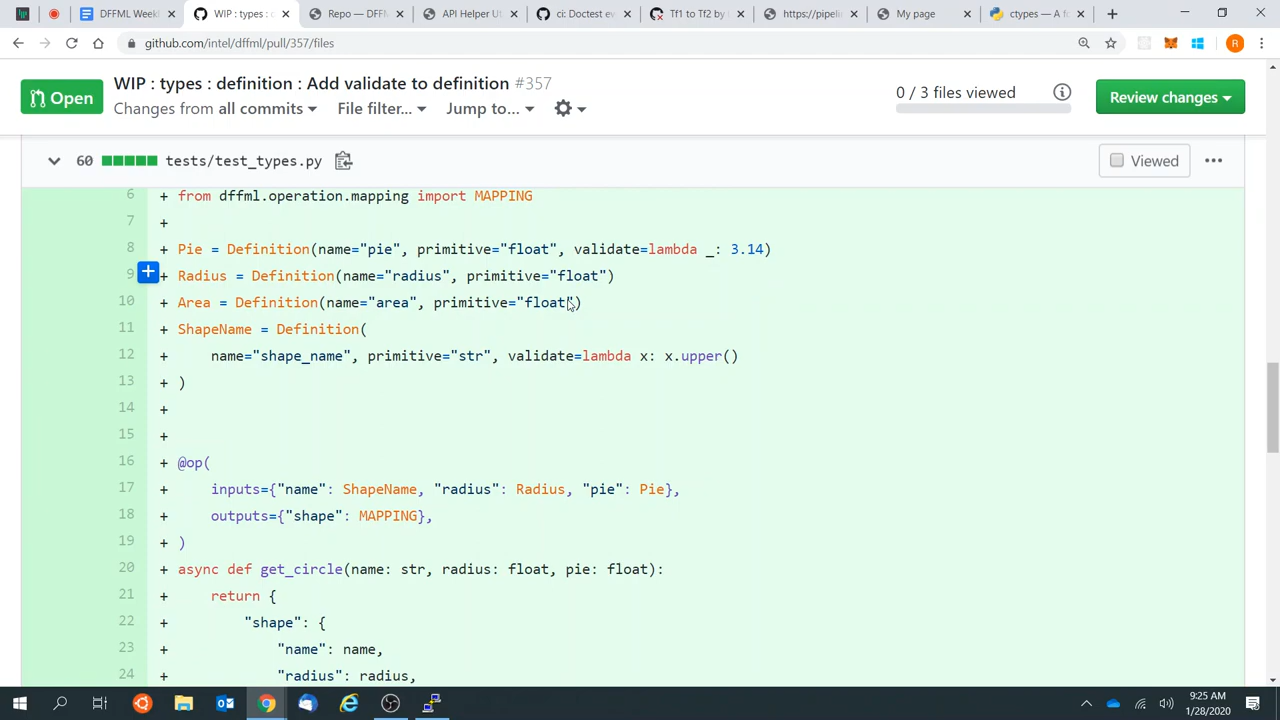 DFFML Weekly
WIP : types : c
Repo — DFFM
API Helper U
ci: Doctest ev
Tf1 to Tf2 by
https://pipeli
My page
ctypes — A fo
github.com/intel/dffml/pull/357/files
R
Open
WIP : types : definition : Add validate to definition #357
Changes from all commits
File filter...
Jump to...
0 / 3 files viewed
Review changes
60 tests/test_types.py
Viewed
6 + from dffml.operation.mapping import MAPPING
7 +
8 + Pie = Definition(name="pie", primitive="float", validate=lambda _: 3.14)
9 + Radius = Definition(name="radius", primitive="float")
10 + Area = Definition(name="area", primitive="float")
11 + ShapeName = Definition(
12 + name="shape_name", primitive="str", validate=lambda x: x.upper()
13 + )
14 +
15 +
16 + @op(
17 + inputs={"name": ShapeName, "radius": Radius, "pie": Pie},
18 + outputs={"shape": MAPPING},
19 + )
20 + async def get_circle(name: str, radius: float, pie: float):
21 + return {
22 + "shape": {
23 + "name": name,
24 + "radius": radius,
9:25 AM
1/28/2020